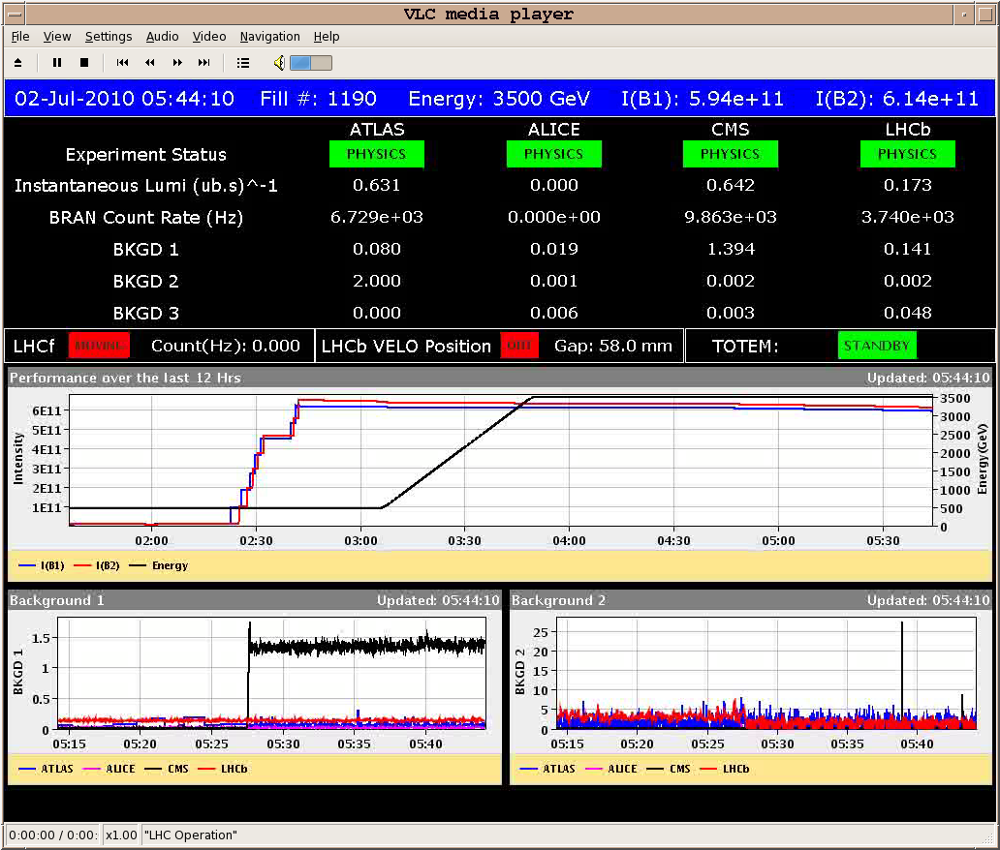 VLC media player
File View Settings Audio Video Navigation Help
02-Jul-2010 05:44:10 Fill #: 1190 Energy: 3500 GeV I(B1): 5.94e+11 I(B2): 6.14e+11
ATLAS ALICE CMS LHCb
Experiment Status PHYSICS PHYSICS PHYSICS PHYSICS
Instantaneous Lumi (ub.s)^-1 0.631 0.000 0.642 0.173
BRAN Count Rate (Hz) 6.729e+03 0.000e+00 9.863e+03 3.740e+03
BKGD 1 0.080 0.019 1.394 0.141
BKGD 2 2.000 0.001 0.002 0.002
BKGD 3 0.000 0.006 0.003 0.048
LHCf MOVING Count(Hz): 0.000 LHCb VELO Position OUT Gap: 58.0 mm TOTEM: STANDBY
Performance over the last 12 Hrs Updated: 05:44:10
Intensity
6E11
5E11
4E11
3E11
2E11
1E11
3500
3000
2500
2000
1500
1000
500
0
Energy(GeV)
02:00 02:30 03:00 03:30 04:00 04:30 05:00 05:30
I(B1) I(B2) Energy
Background 1 Updated: 05:44:10
BKGD 1
1.5
1
0.5
0
05:15 05:20 05:25 05:30 05:35 05:40
ATLAS ALICE CMS LHCb
Background 2 Updated: 05:44:10
BKGD 2
25
20
15
10
5
0
05:15 05:20 05:25 05:30 05:35 05:40
ATLAS ALICE CMS LHCb
0:00:00 / 0:00: x1.00 "LHC Operation"